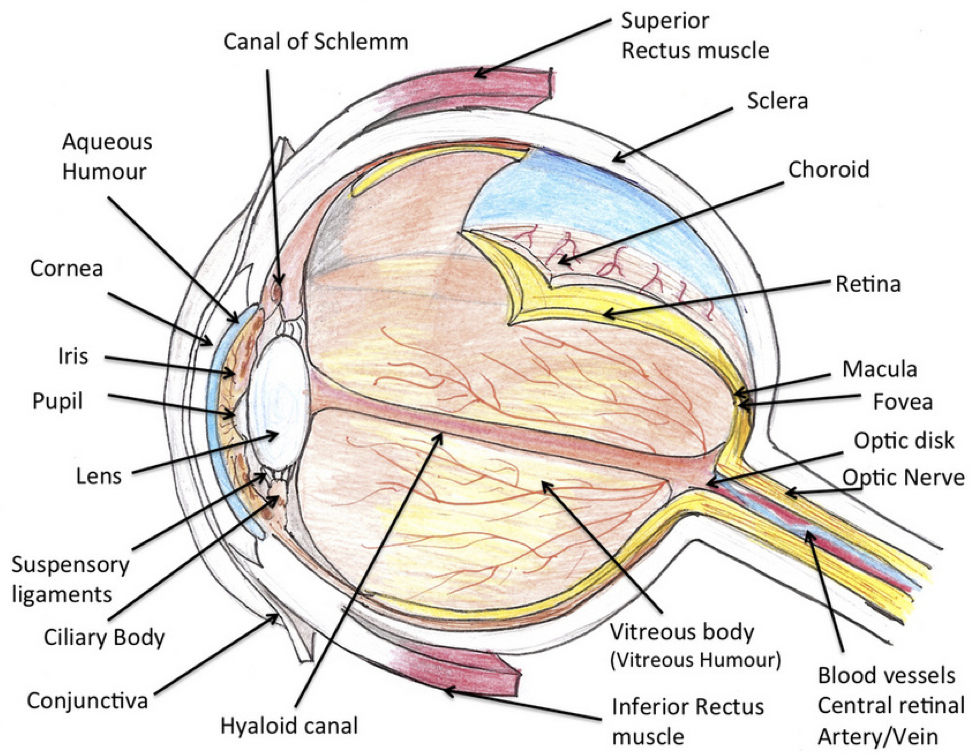 Superior
Rectus muscle
Canal of Schlemm
Sclera
Aqueous
Humour
Choroid
Cornea
Retina
Iris
Macula
Pupil
Fovea
Optic disk
Lens
Optic Nerve
Suspensory
ligaments
Ciliary Body
Vitreous body
(Vitreous Humour)
Conjunctiva
Hyaloid canal
Inferior Rectus
muscle
Blood vessels
Central retinal
Artery/Vein